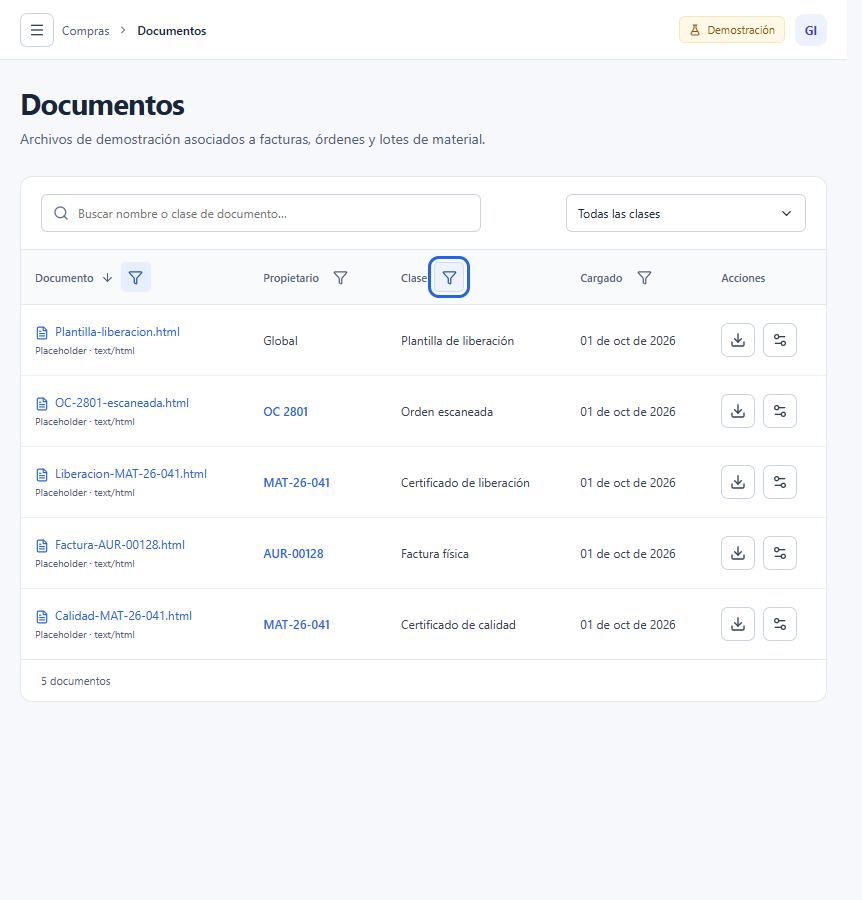 Compras > Documentos
Demostración
GI
Documentos
Archivos de demostración asociados a facturas, órdenes y lotes de material.
Buscar nombre o clase de documento...
Todas las clases
Documento ↓ Propietario Clase Cargado Acciones
Plantilla-liberacion.html
Placeholder · text/html
Global
Plantilla de liberación
01 de oct de 2026
OC-2801-escaneada.html
Placeholder · text/html
OC 2801
Orden escaneada
01 de oct de 2026
Liberacion-MAT-26-041.html
Placeholder · text/html
MAT-26-041
Certificado de liberación
01 de oct de 2026
Factura-AUR-00128.html
Placeholder · text/html
AUR-00128
Factura física
01 de oct de 2026
Calidad-MAT-26-041.html
Placeholder · text/html
MAT-26-041
Certificado de calidad
01 de oct de 2026
5 documentos